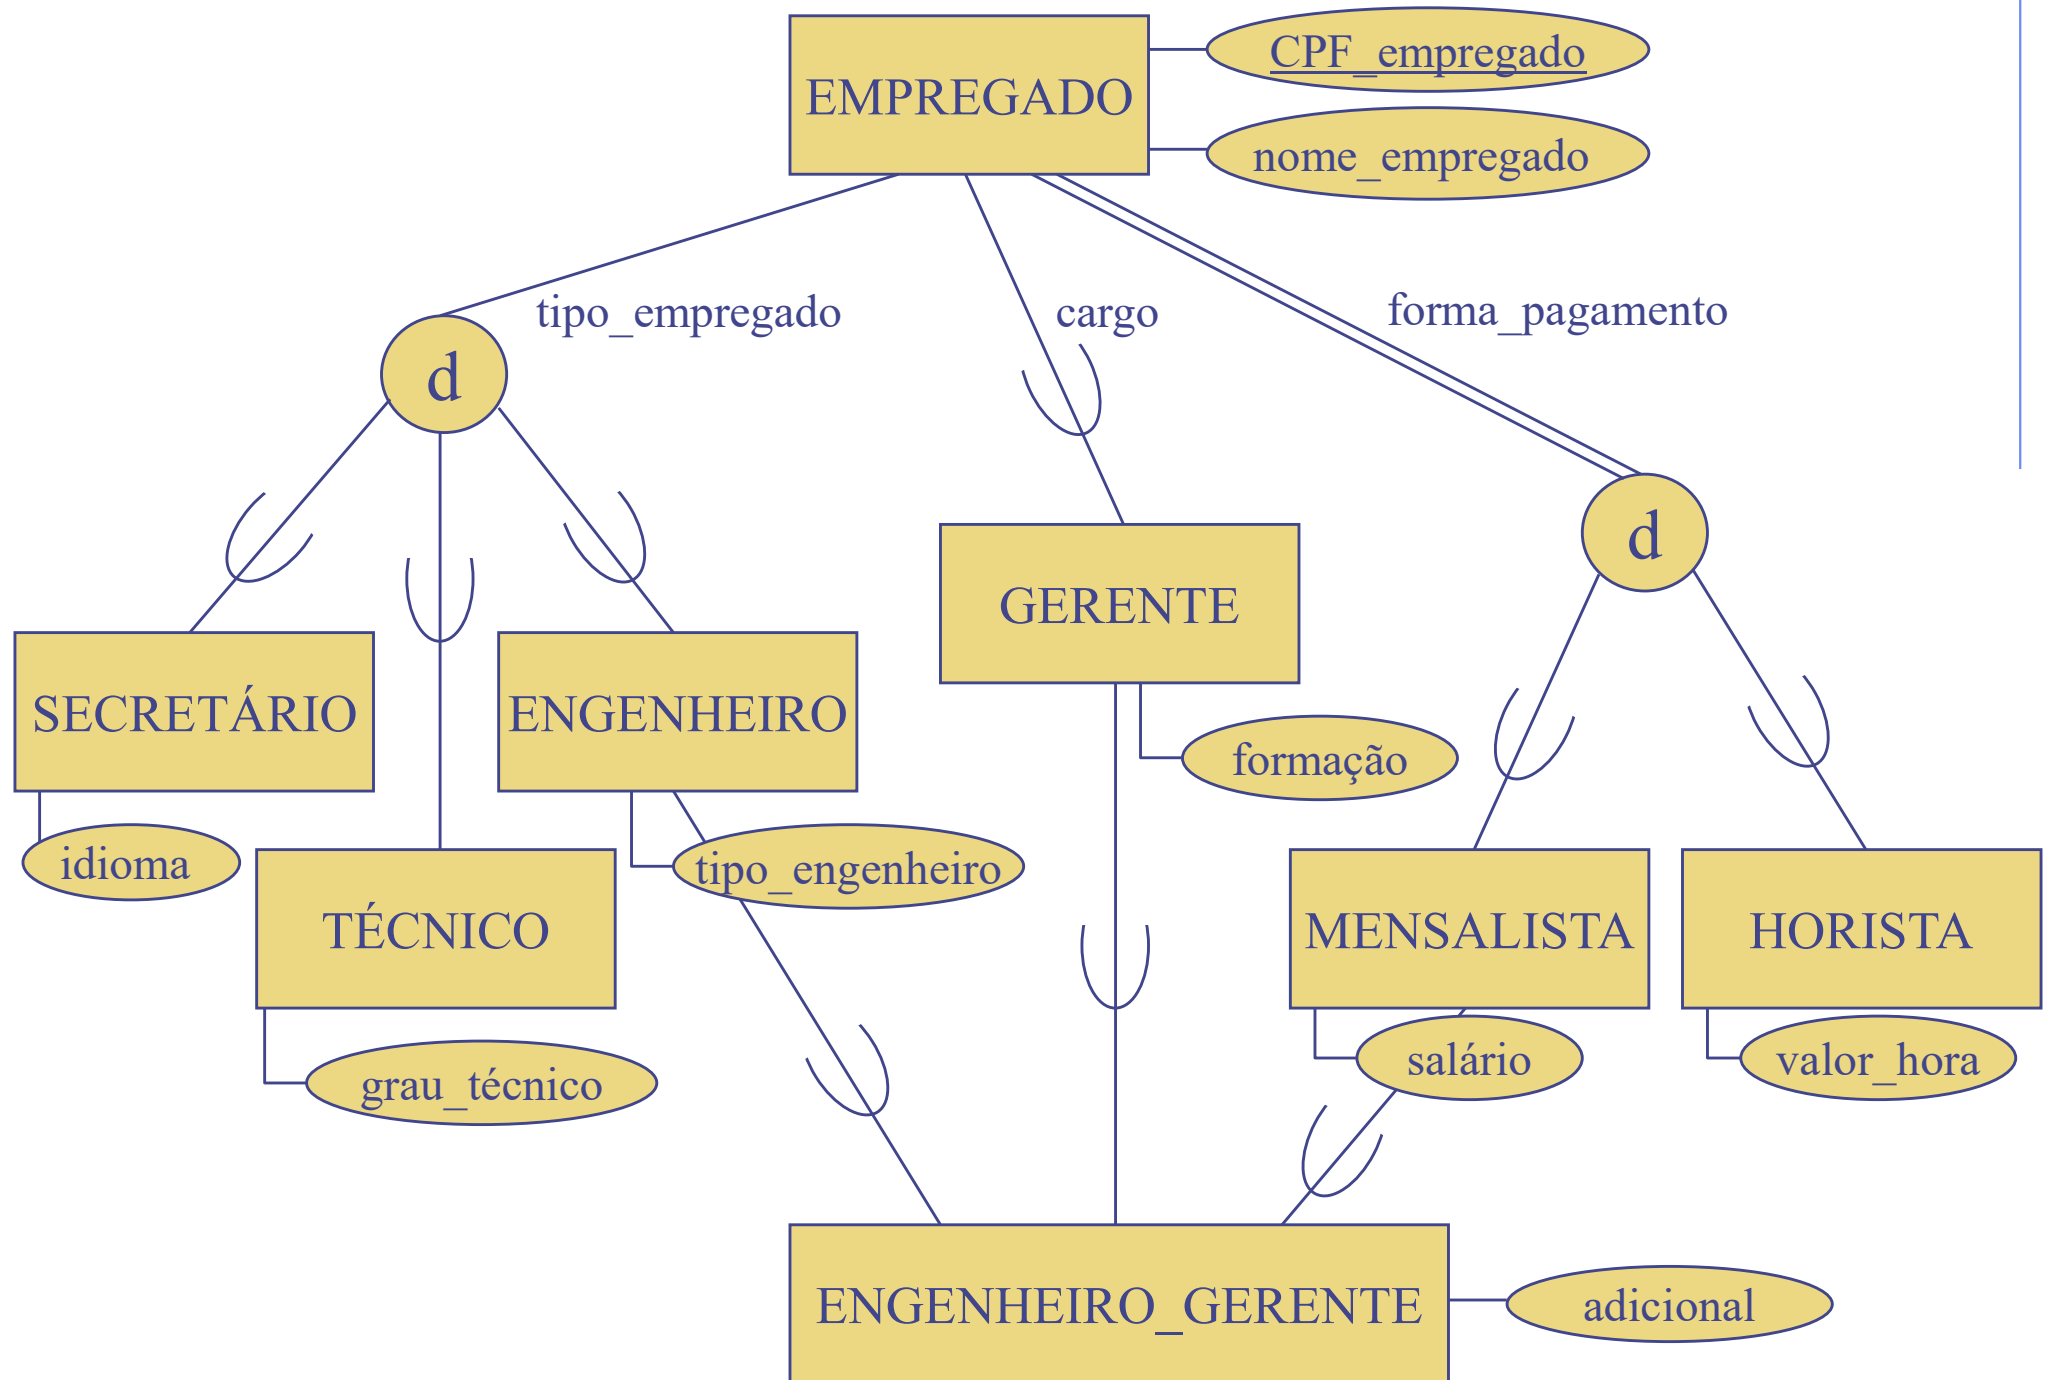 CPF_empregado
EMPREGADO
nome_empregado
tipo_empregado
cargo
forma_pagamento
d
d
GERENTE
SECRETÁRIO
ENGENHEIRO
formação
idioma
tipo_engenheiro
TÉCNICO
MENSALISTA
HORISTA
grau_técnico
salário
valor_hora
ENGENHEIRO_GERENTE
adicional